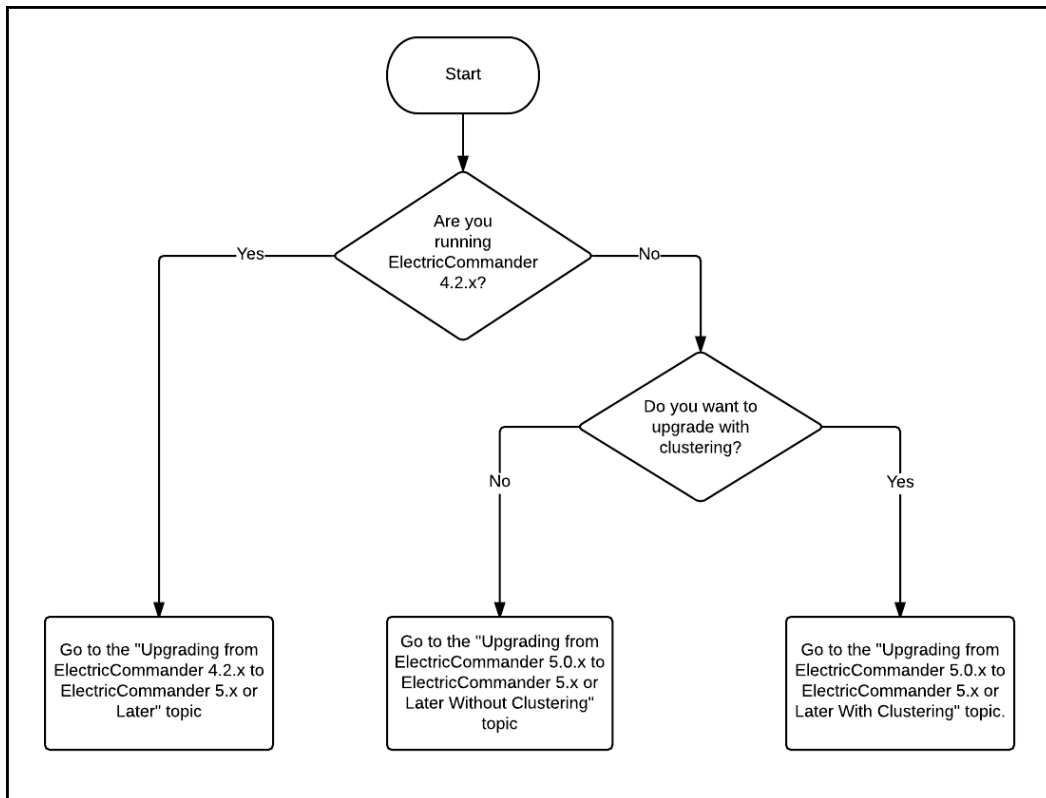 Start
Are you
running
ElectricCommander
4.2.x?
Yes
No
Do you want to
upgrade with
clustering?
No
Yes
Go to the "Upgrading from
ElectricCommander 4.2.x to
ElectricCommander 5.x or
Later" topic
Go to the "Upgrading from
ElectricCommander 5.0.x to
ElectricCommander 5.x or
Later Without Clustering"
topic
Go to the "Upgrading from
ElectricCommander 5.0.x to
ElectricCommander 5.x or
Later With Clustering" topic.